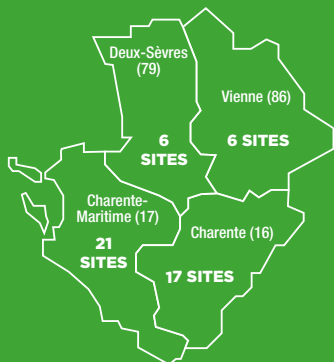 Deux-Sèvres
(79)
6
SITES
Vienne (86)
6 SITES
Charente-
Maritime (17)
21
SITES
Charente (16)
17 SITES